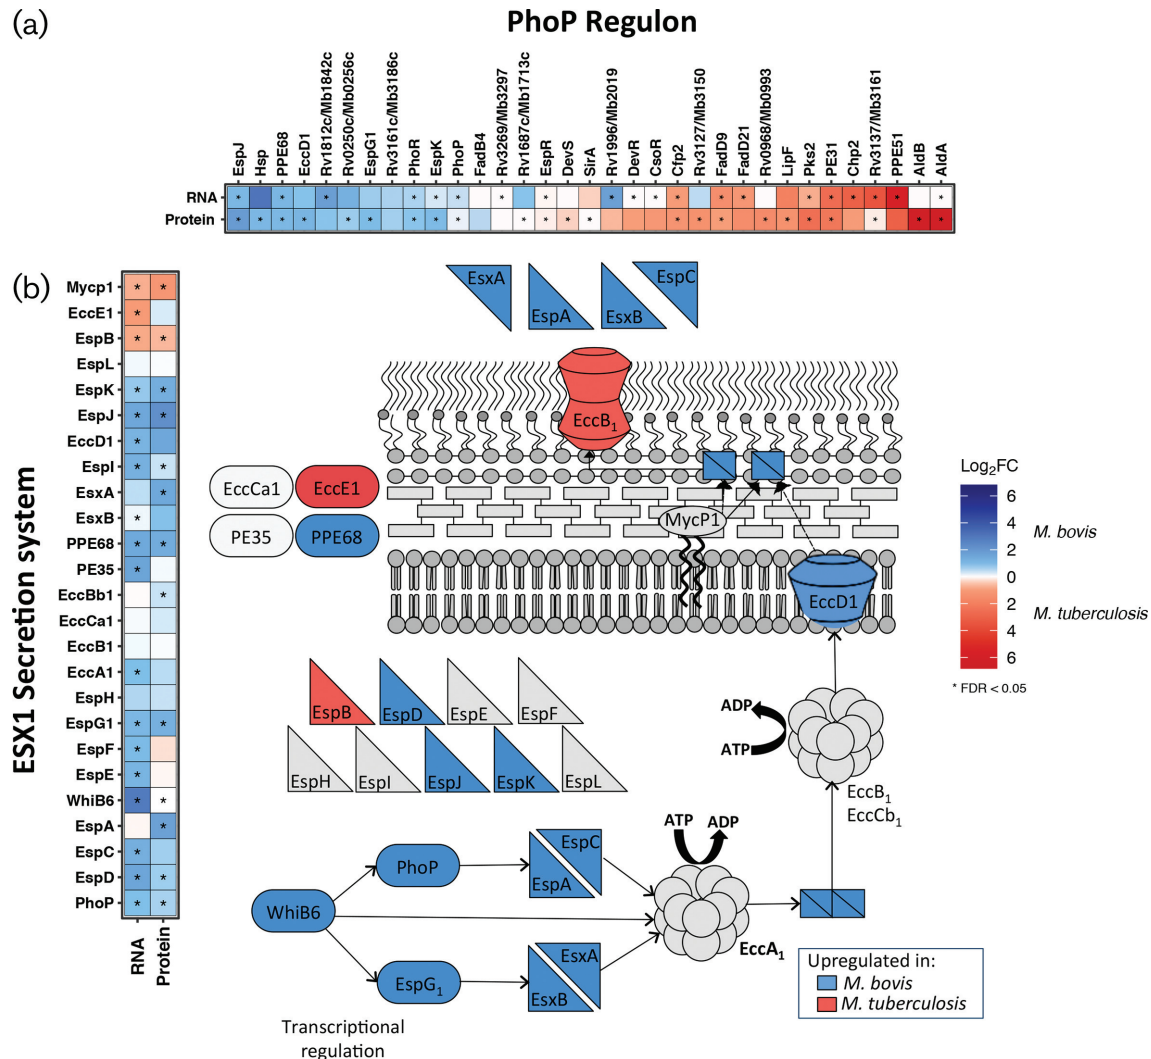 (a)
PhoP Regulon
EspJ
Hsp
PPE68
EccD1
Rv1812c/Mb1842c
Rv0250c/Mb0256c
EspG1
Rv3161c/Mb3186c
PhoR
EspK
PhoP
FadB4
Rv3269/Mb3297
Rv1687c/Mb1713c
EspR
DevS
SirA
Rv1996/Mb2019
DevR
CsoR
Cfp2
Rv3127/Mb3150
FadD9
FadD21
Rv0968/Mb0993
LipF
Pks2
PE31
Chp2
Rv3137/Mb3161
PPE51
AldB
AldA
RNA
Protein
(b)
ESX1 Secretion system
Mycp1
EccE1
EspB
EspL
EspK
EspJ
EccD1
EspI
EsxA
EsxB
PPE68
PE35
EccBb1
EccCa1
EccB1
EccA1
EspH
EspG1
EspF
EspE
WhiB6
EspA
EspC
EspD
PhoP
RNA
Protein
EsxA
EspA
EsxB
EspC
EccB1
EccCa1
EccE1
PE35
PPE68
MycP1
EccD1
EspB
EspD
EspE
EspF
EspH
EspI
EspJ
EspK
EspL
ADP
ATP
EccB1
EccCb1
ATP ADP
WhiB6
PhoP
EspG1
EspC
EspA
EsxA
EsxB
EccA1
Transcriptional
regulation
Log2FC
6
4
2
0
2
4
6
M. bovis
M. tuberculosis
* FDR < 0.05
Upregulated in:
M. bovis
M. tuberculosis